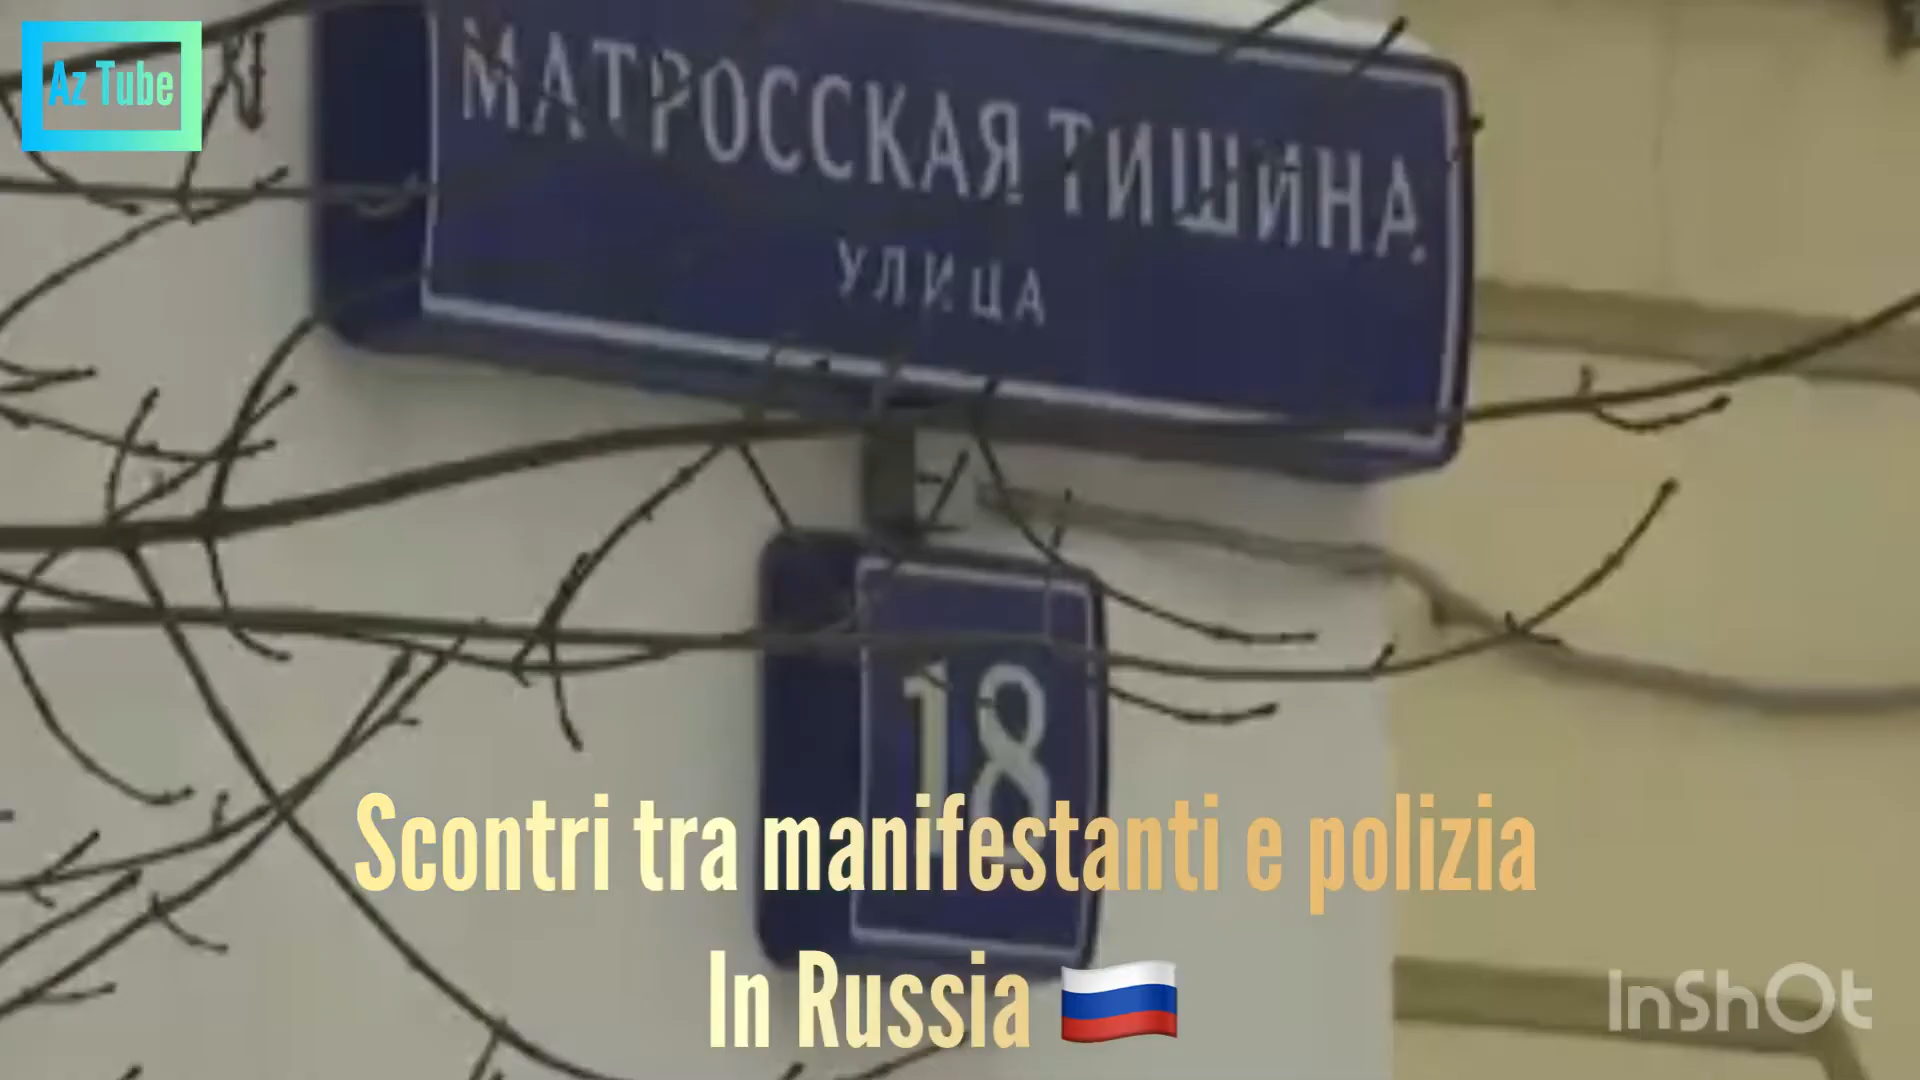 Az Tube
МАТРОССКАЯ ТИШИНА
УЛИЦА
18
Scontri tra manifestanti e polizia
In Russia 🇷🇺
InShOt